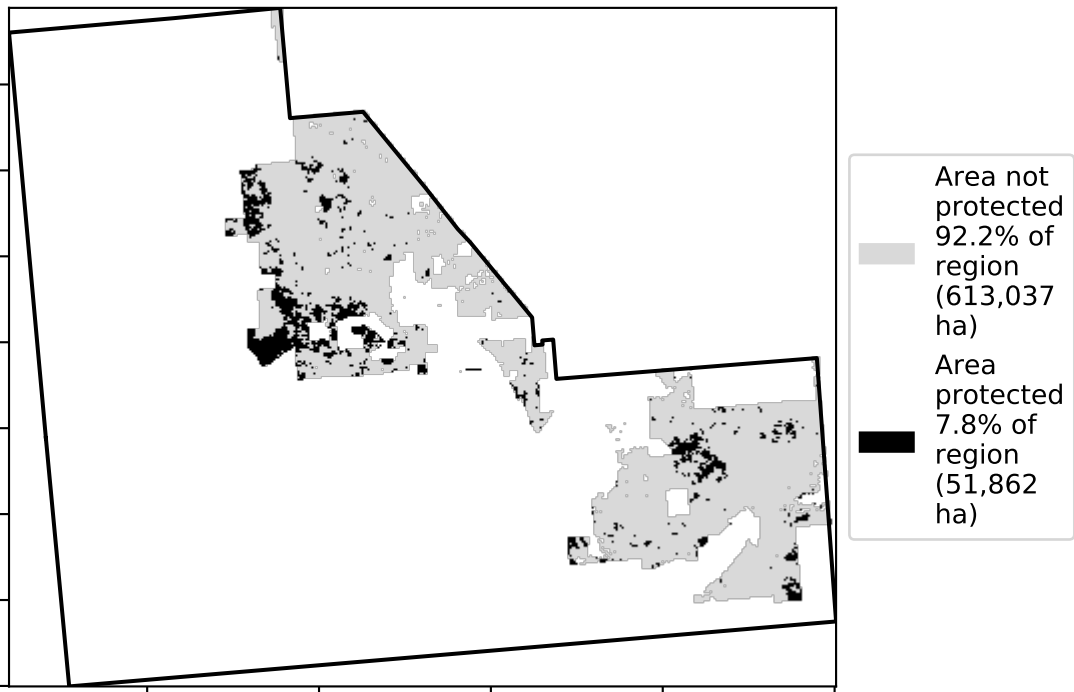 Area not
protected
92.2% of
region
(613,037
ha)
Area
protected
7.8% of
region
(51,862
ha)